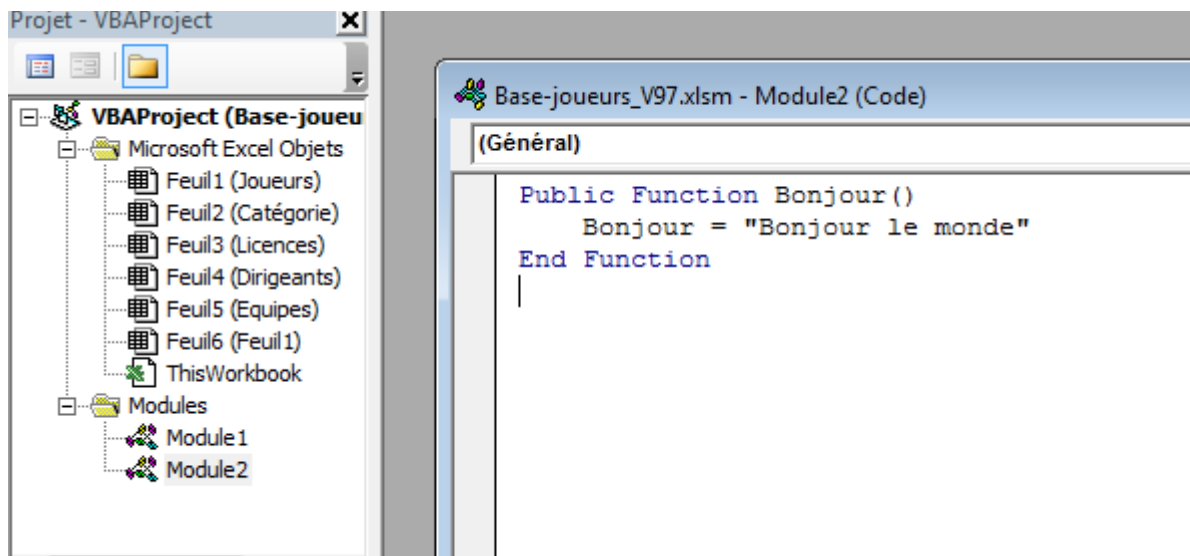 Projet - VBAProject
VBAProject (Base-joueu
Microsoft Excel Objets
Feuil1 (Joueurs)
Feuil2 (Catégorie)
Feuil3 (Licences)
Feuil4 (Dirigeants)
Feuil5 (Equipes)
Feuil6 (Feuil1)
ThisWorkbook
Modules
Module1
Module2
Base-joueurs_V97.xlsm - Module2 (Code)
(Général)
Public Function Bonjour()
Bonjour = "Bonjour le monde"
End Function